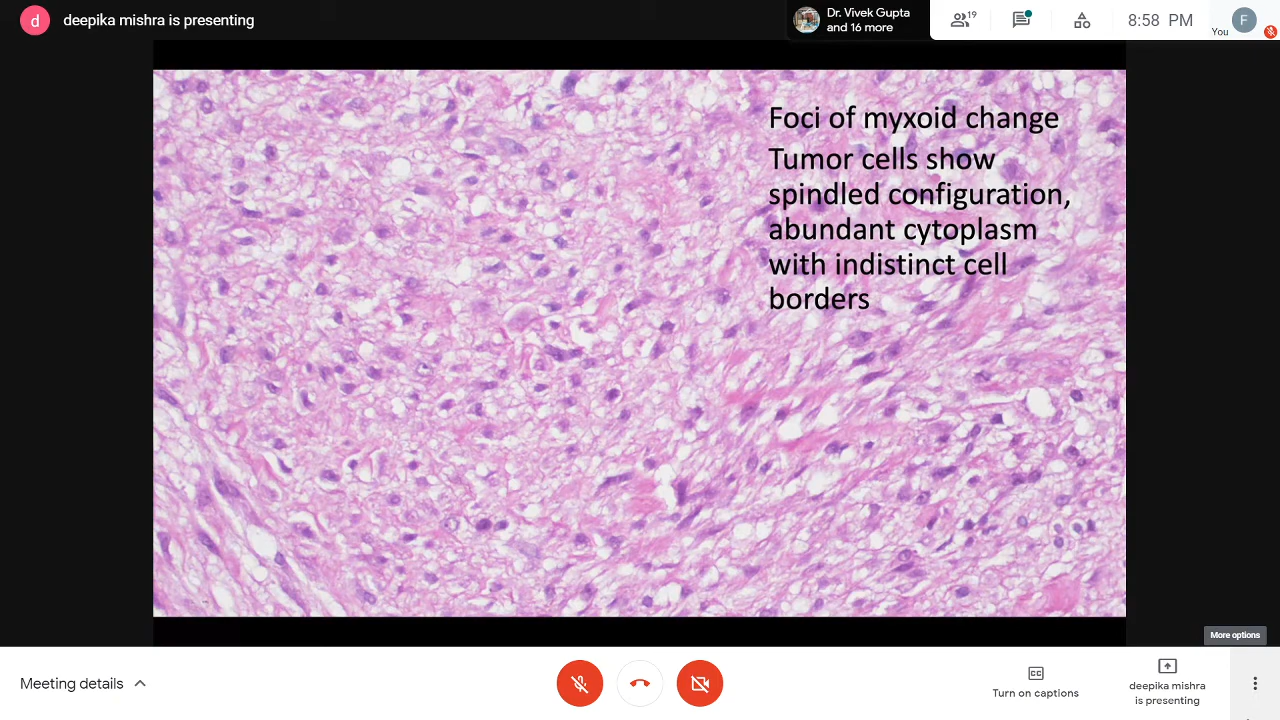 d
deepika mishra is presenting
Dr. Vivek Gupta
and 16 more
19
8:58 PM
You
F
Foci of myxoid change
Tumor cells show
spindled configuration,
abundant cytoplasm
with indistinct cell
borders
More options
Meeting details
CC
Turn on captions
deepika mishra
is presenting